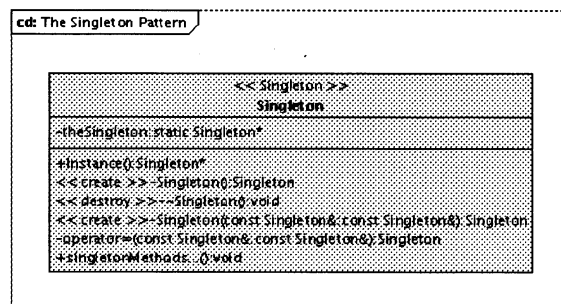 cd: The Singleton Pattern
<< Singleton >>
Singleton
-theSingleton: static Singleton*
+Instance():Singleton*
<< create >>-Singleton():Singleton
<< destroy >>-~Singleton():void
<< create >>-Singleton(const Singleton&:const Singleton&):Singleton
-operator=(const Singleton&:const Singleton&):Singleton
+singletonMethods...():void